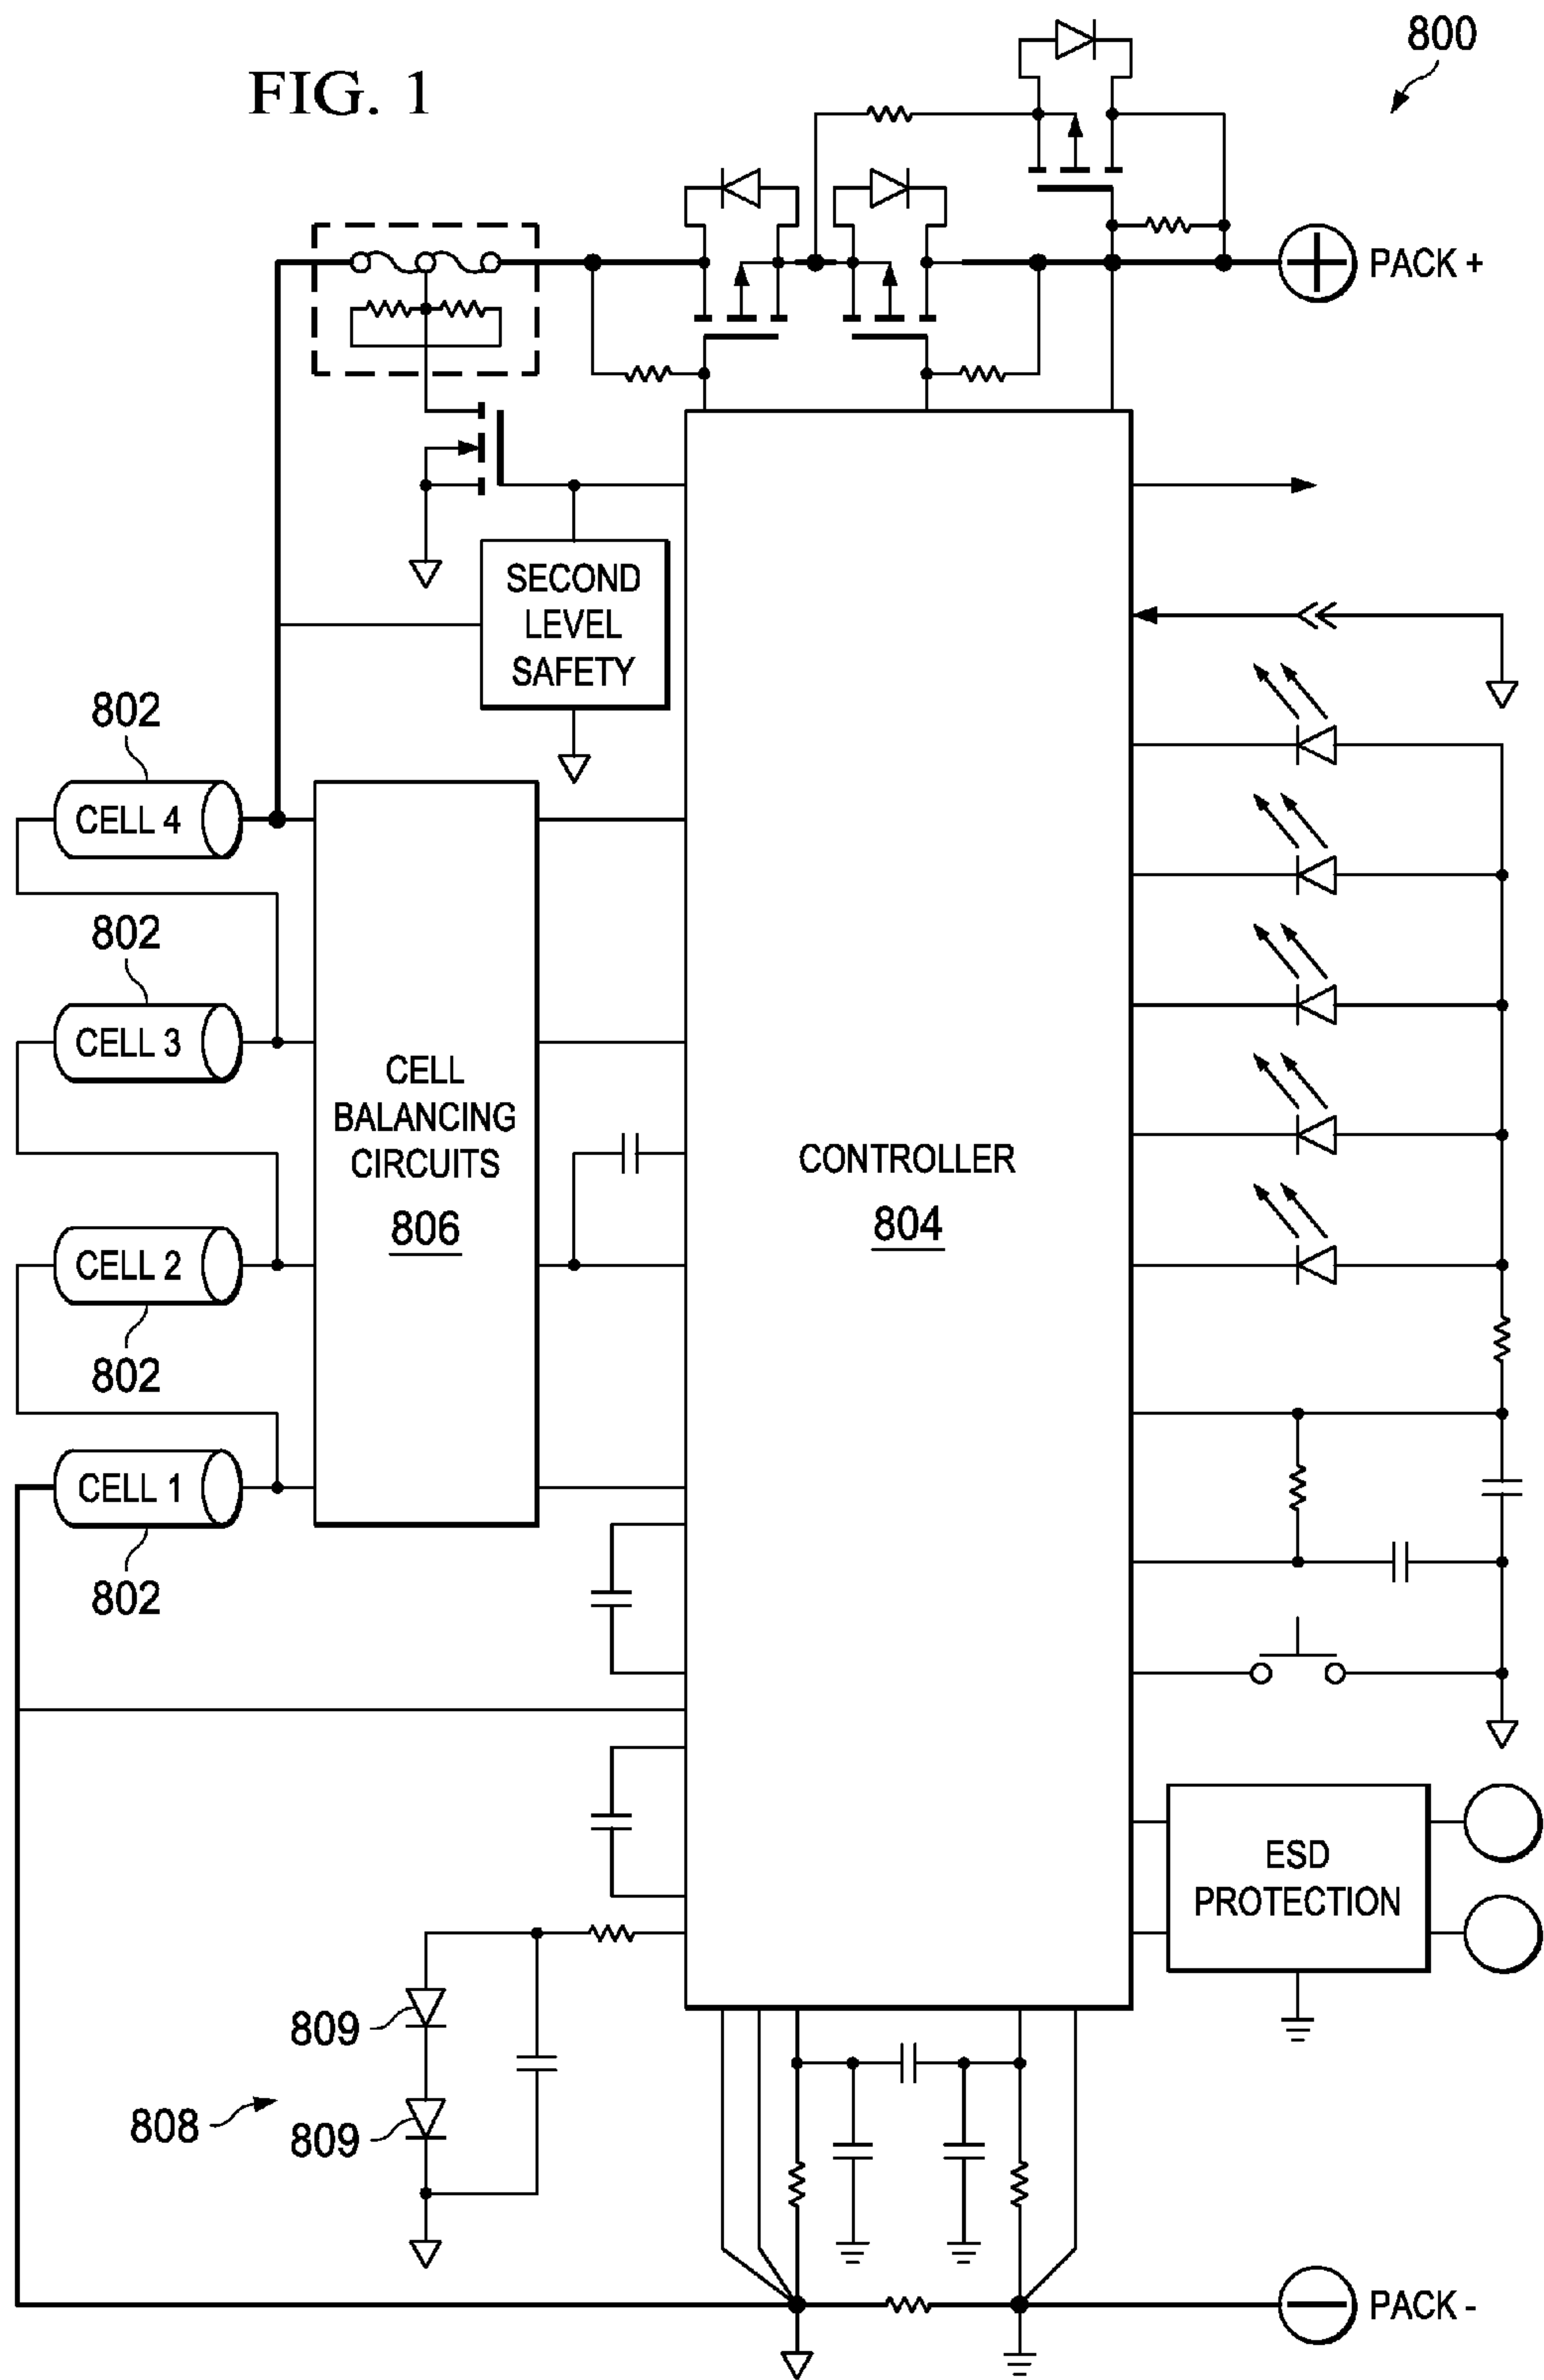 FIG. 1
800
PACK +
SECOND
LEVEL
SAFETY
802
CELL 4
802
CELL 3
CELL
BALANCING
CIRCUITS
806
CONTROLLER
804
CELL 2
802
CELL 1
802
ESD
PROTECTION
809
808
809
PACK -